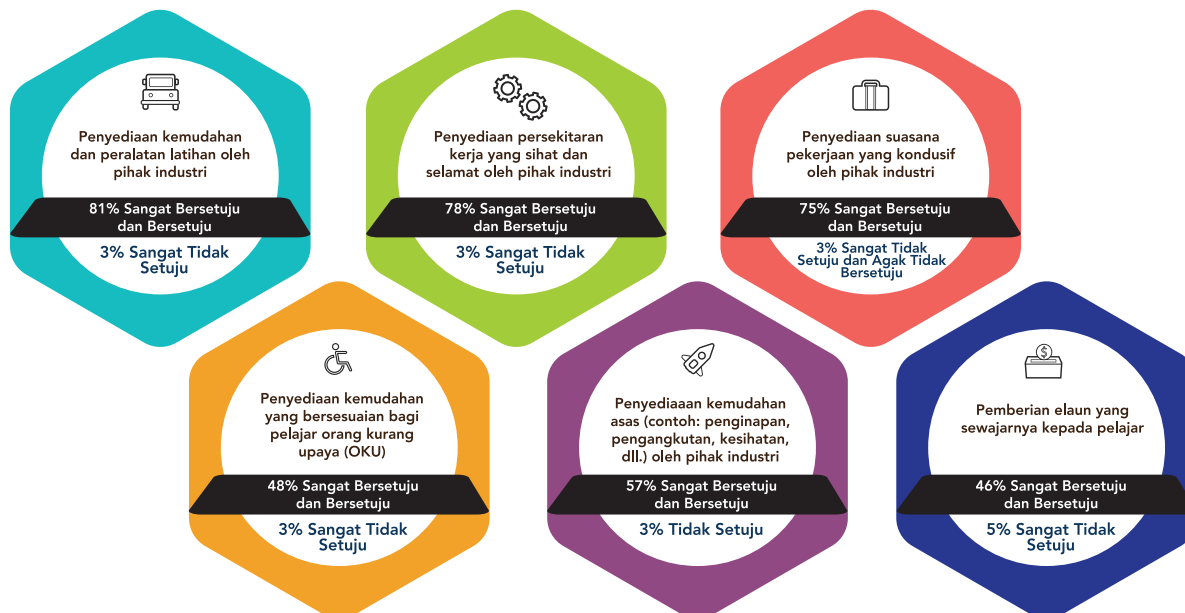 Penyediaan kemudahan
dan peralatan latihan oleh
pihak industri
81% Sangat Bersetuju
dan Bersetuju
3% Sangat Tidak
Setuju
Penyediaan persekitaran
kerja yang sihat dan
selamat oleh pihak industri
78% Sangat Bersetuju
dan Bersetuju
3% Sangat Tidak
Setuju
Penyediaan suasana
pekerjaan yang kondusif
oleh pihak industri
75% Sangat Bersetuju
dan Bersetuju
3% Sangat Tidak
Setuju dan Agak Tidak
Bersetuju
Penyediaan kemudahan
yang bersesuaian bagi
pelajar orang kurang
upaya (OKU)
48% Sangat Bersetuju
dan Bersetuju
3% Sangat Tidak
Setuju
Penyediaaan kemudahan
asas (contoh: penginapan,
pengangkutan, kesihatan,
dll.) oleh pihak industri
57% Sangat Bersetuju
dan Bersetuju
3% Tidak Setuju
$
Pemberian elaun yang
sewajarnya kepada pelajar
46% Sangat Bersetuju
dan Bersetuju
5% Sangat Tidak
Setuju